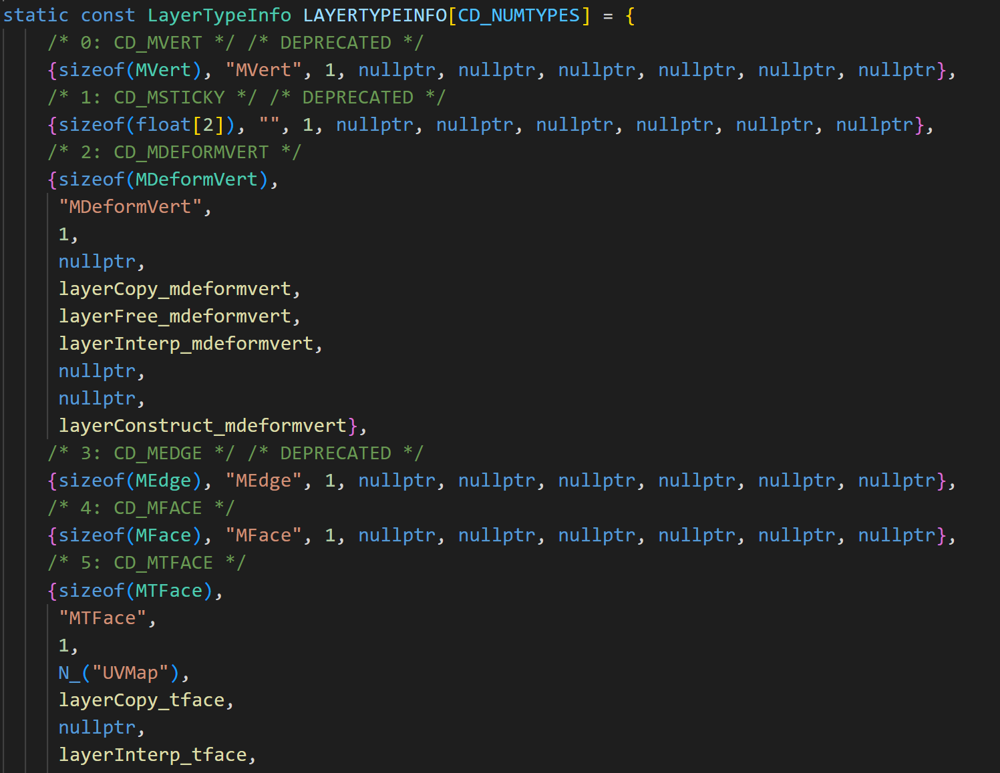 static const LayerTypeInfo LAYERTYPEINFO[CD_NUMTYPES] = {
/* 0: CD_MVERT */ /* DEPRECATED */
{sizeof(MVert), "MVert", 1, nullptr, nullptr, nullptr, nullptr, nullptr, nullptr},
/* 1: CD_MSTICKY */ /* DEPRECATED */
{sizeof(float[2]), "", 1, nullptr, nullptr, nullptr, nullptr, nullptr, nullptr},
/* 2: CD_MDEFORMVERT */
{sizeof(MDeformVert),
"MDeformVert",
1,
nullptr,
layerCopy_mdeformvert,
layerFree_mdeformvert,
layerInterp_mdeformvert,
nullptr,
nullptr,
layerConstruct_mdeformvert},
/* 3: CD_MEDGE */ /* DEPRECATED */
{sizeof(MEdge), "MEdge", 1, nullptr, nullptr, nullptr, nullptr, nullptr, nullptr},
/* 4: CD_MFACE */
{sizeof(MFace), "MFace", 1, nullptr, nullptr, nullptr, nullptr, nullptr, nullptr},
/* 5: CD_MTFACE */
{sizeof(MTFace),
"MTFace",
1,
N_("UVMap"),
layerCopy_tface,
nullptr,
layerInterp_tface,